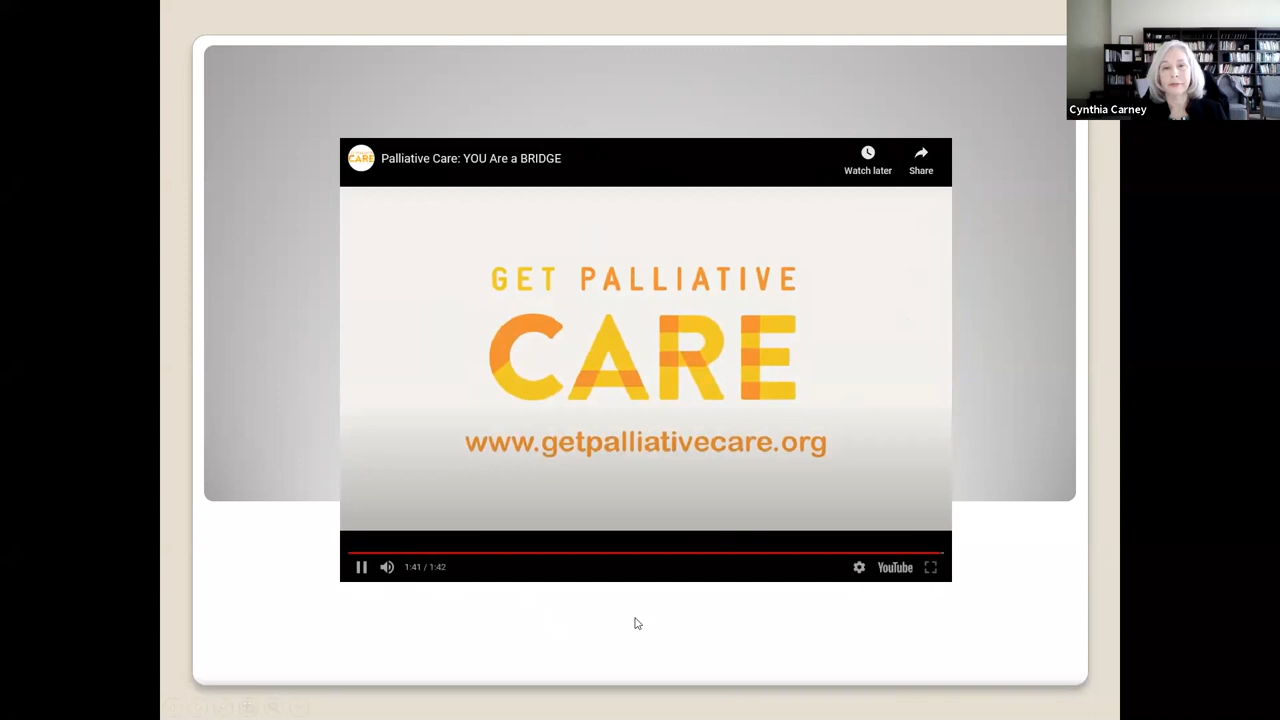 Cynthia Carney
CARE
Palliative Care: YOU Are a BRIDGE
Watch later
Share
GET PALLIATIVE
CARE
www.getpalliativecare.org
1:41 / 1:42
YouTube